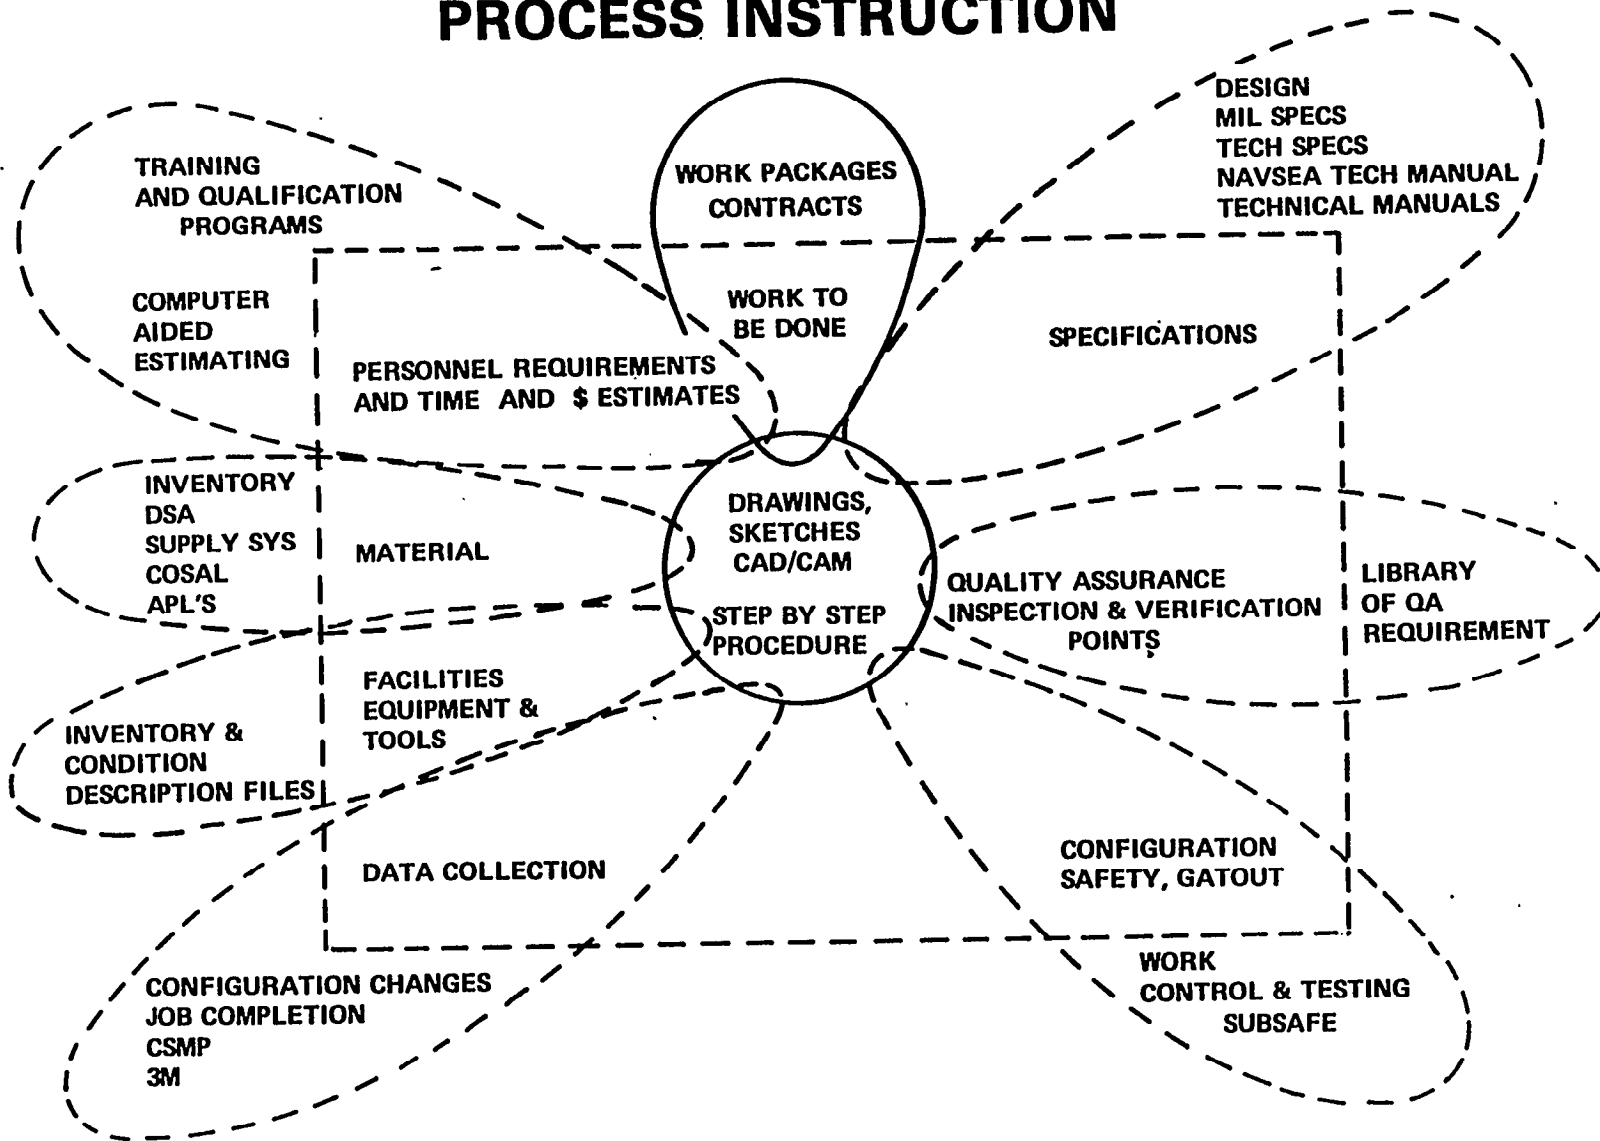 PROCESS INSTRUCTION
WORK PACKAGES
CONTRACTS
WORK TO
BE DONE
DESIGN
MIL SPECS
TECH SPECS
NAVSEA TECH MANUAL
TECHNICAL MANUALS
SPECIFICATIONS
TRAINING
AND QUALIFICATION
PROGRAMS
COMPUTER
AIDED
ESTIMATING
PERSONNEL REQUIREMENTS
AND TIME AND $ ESTIMATES
INVENTORY
DSA
SUPPLY SYS
COSAL
APL'S
MATERIAL
DRAWINGS,
SKETCHES
CAD/CAM
STEP BY STEP
PROCEDURE
QUALITY ASSURANCE
INSPECTION & VERIFICATION
POINTS
LIBRARY
OF QA
REQUIREMENT
FACILITIES
EQUIPMENT &
TOOLS
INVENTORY &
CONDITION
DESCRIPTION FILES
DATA COLLECTION
CONFIGURATION
SAFETY, GATOUT
CONFIGURATION CHANGES
JOB COMPLETION
CSMP
3M
WORK
CONTROL & TESTING
SUBSAFE